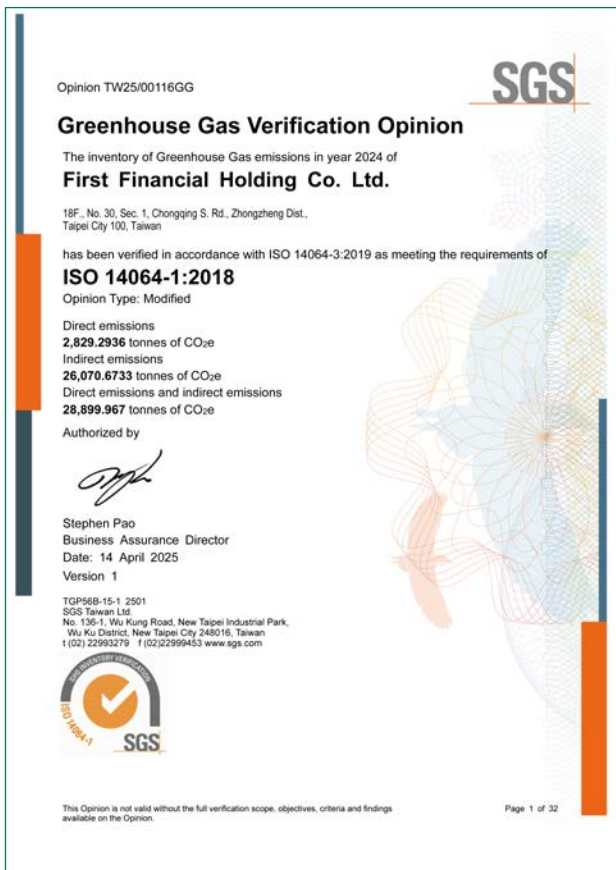 SGS
Opinion TW25/00116GG
Greenhouse Gas Verification Opinion
The inventory of Greenhouse Gas emissions in year 2024 of
First Financial Holding Co. Ltd.
18F., No. 30, Sec. 1, Chongqing S. Rd., Zhongzheng Dist.,
Taipei City 100, Taiwan
has been verified in accordance with ISO 14064-3:2019 as meeting the requirements of
ISO 14064-1:2018
Opinion Type: Modified
Direct emissions
2,829.2936 tonnes of CO₂e
Indirect emissions
26,070.6733 tonnes of CO₂e
Direct emissions and indirect emissions
28,899.967 tonnes of CO₂e
Authorized by
Stephen Pao
Business Assurance Director
Date: 14 April 2025
Version 1
TGP56B-15-1 2501
SGS Taiwan Ltd.
No. 136-1, Wu Kung Road, New Taipei Industrial Park,
Wu Ku District, New Taipei City 248016, Taiwan
t (02) 22993279 f (02)22999453 www.sgs.com
GHG INVENTORY VERIFICATION
ISO 14064-1
SGS
This Opinion is not valid without the full verification scope, objectives, criteria and findings
available on the Opinion.
Page 1 of 32